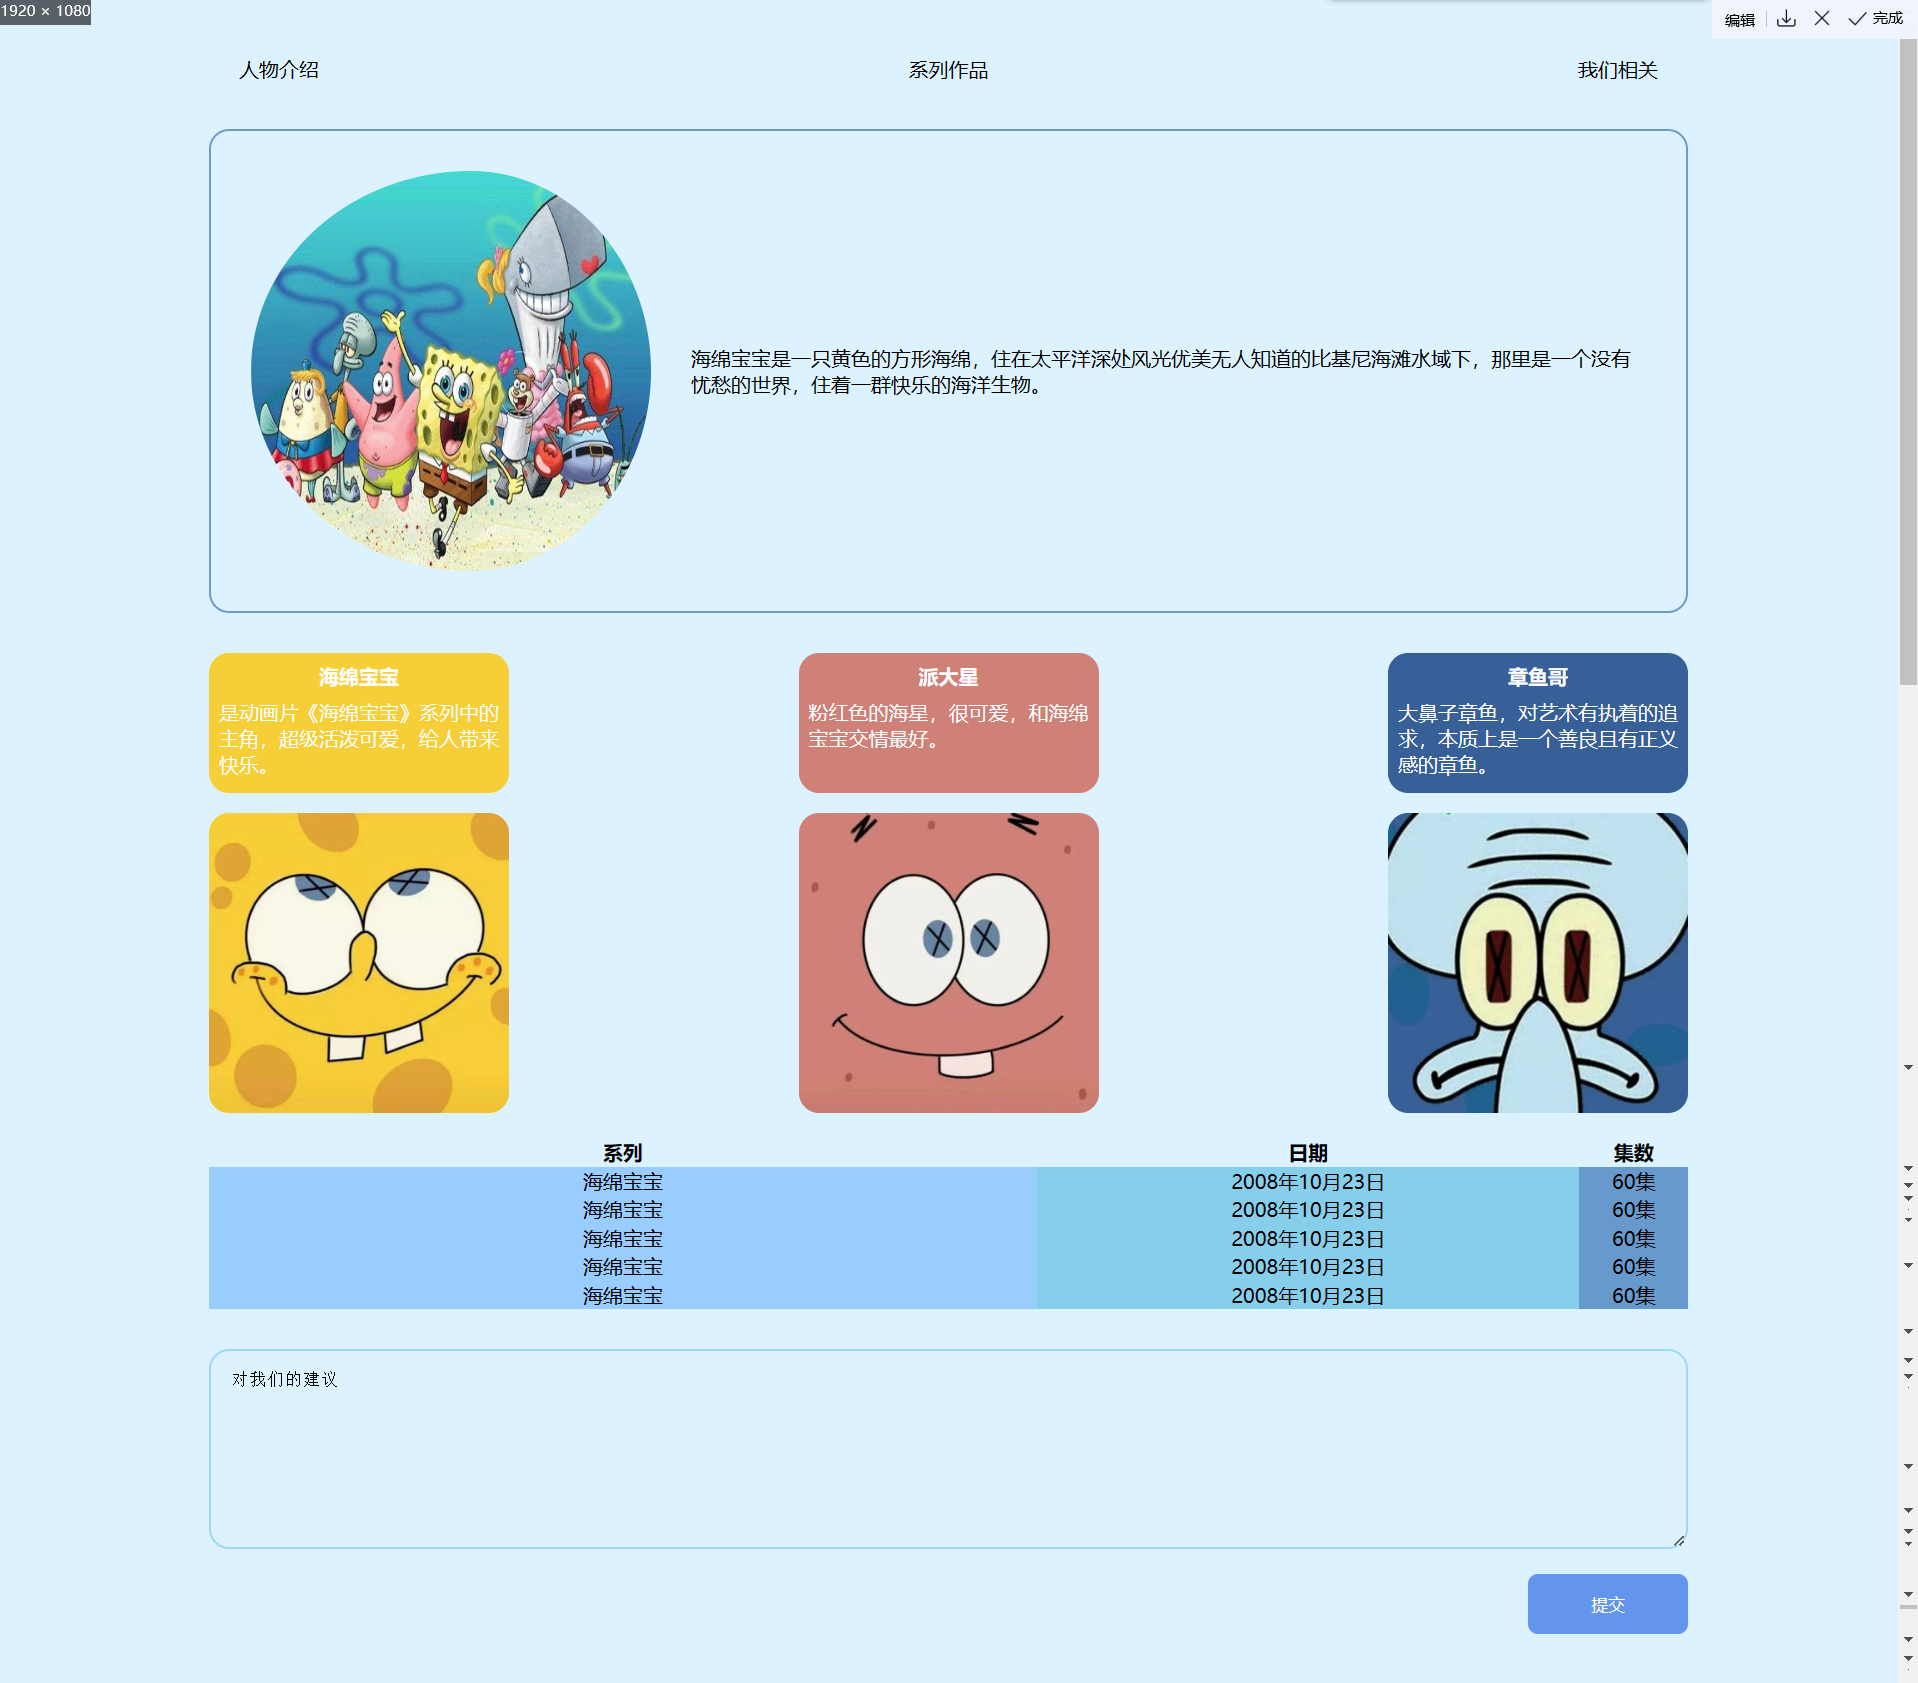 1920 × 1080
编辑 完成
人物介绍 系列作品 我们相关
海绵宝宝是一只黄色的方形海绵，住在太平洋深处风光优美无人知道的比基尼海滩水域下，那里是一个没有
忧愁的世界，住着一群快乐的海洋生物。
海绵宝宝
是动画片《海绵宝宝》系列中的
主角，超级活泼可爱，给人带来
快乐。
派大星
粉红色的海星，很可爱，和海绵
宝宝交情最好。
章鱼哥
大鼻子章鱼，对艺术有执着的追
求，本质上是一个善良且有正义
感的章鱼。
系列 日期 集数
海绵宝宝 2008年10月23日 60集
海绵宝宝 2008年10月23日 60集
海绵宝宝 2008年10月23日 60集
海绵宝宝 2008年10月23日 60集
海绵宝宝 2008年10月23日 60集
对我们的建议
提交